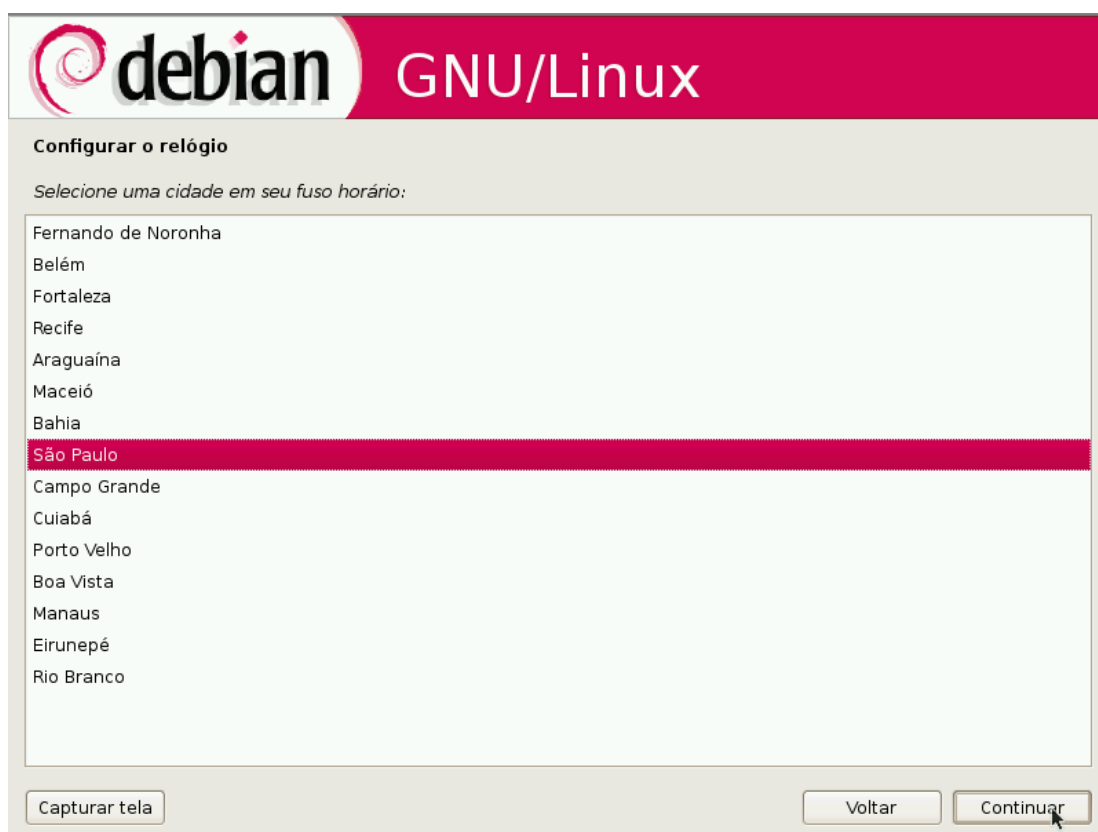 debian GNU/Linux
Configurar o relógio
Selecione uma cidade em seu fuso horário:
Fernando de Noronha
Belém
Fortaleza
Recife
Araguaína
Maceió
Bahia
São Paulo
Campo Grande
Cuiabá
Porto Velho
Boa Vista
Manaus
Eirunepé
Rio Branco
Capturar tela Voltar Continuar